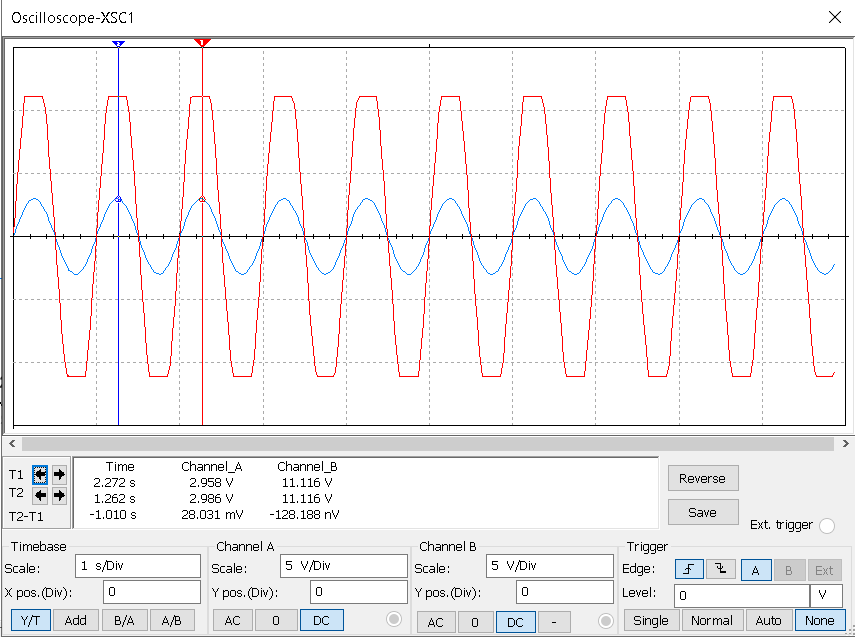 Oscilloscope-XSC1
2
1
Time Channel_A Channel_B
T1 2.272 s 2.958 V 11.116 V
T2 1.262 s 2.986 V 11.116 V
T2-T1 -1.010 s 28.031 mV -128.188 nV
Reverse
Save
Ext. trigger
Timebase
Scale: 1 s/Div
X pos.(Div): 0
Y/T Add B/A A/B
Channel A
Scale: 5 V/Div
Y pos.(Div): 0
AC 0 DC
Channel B
Scale: 5 V/Div
Y pos.(Div): 0
AC 0 DC -
Trigger
Edge: A B Ext
Level: 0 V
Single Normal Auto None